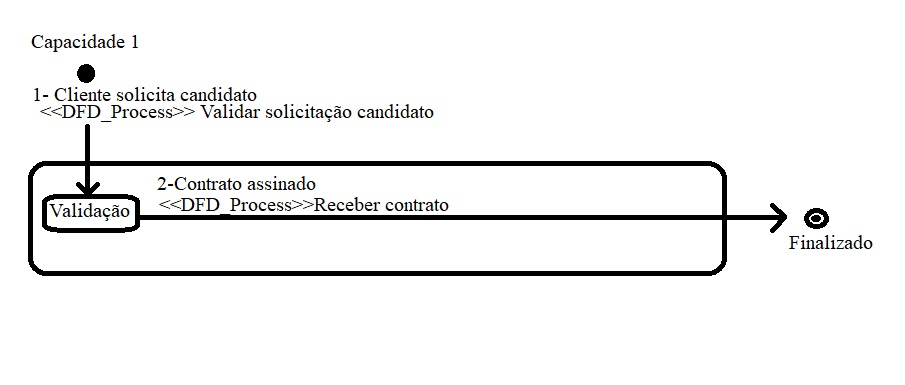 Capacidade 1
1- Cliente solicita candidato
<<DFD_Process>> Validar solicitação candidato
2-Contrato assinado
<<DFD_Process>>Receber contrato
Validação
Finalizado